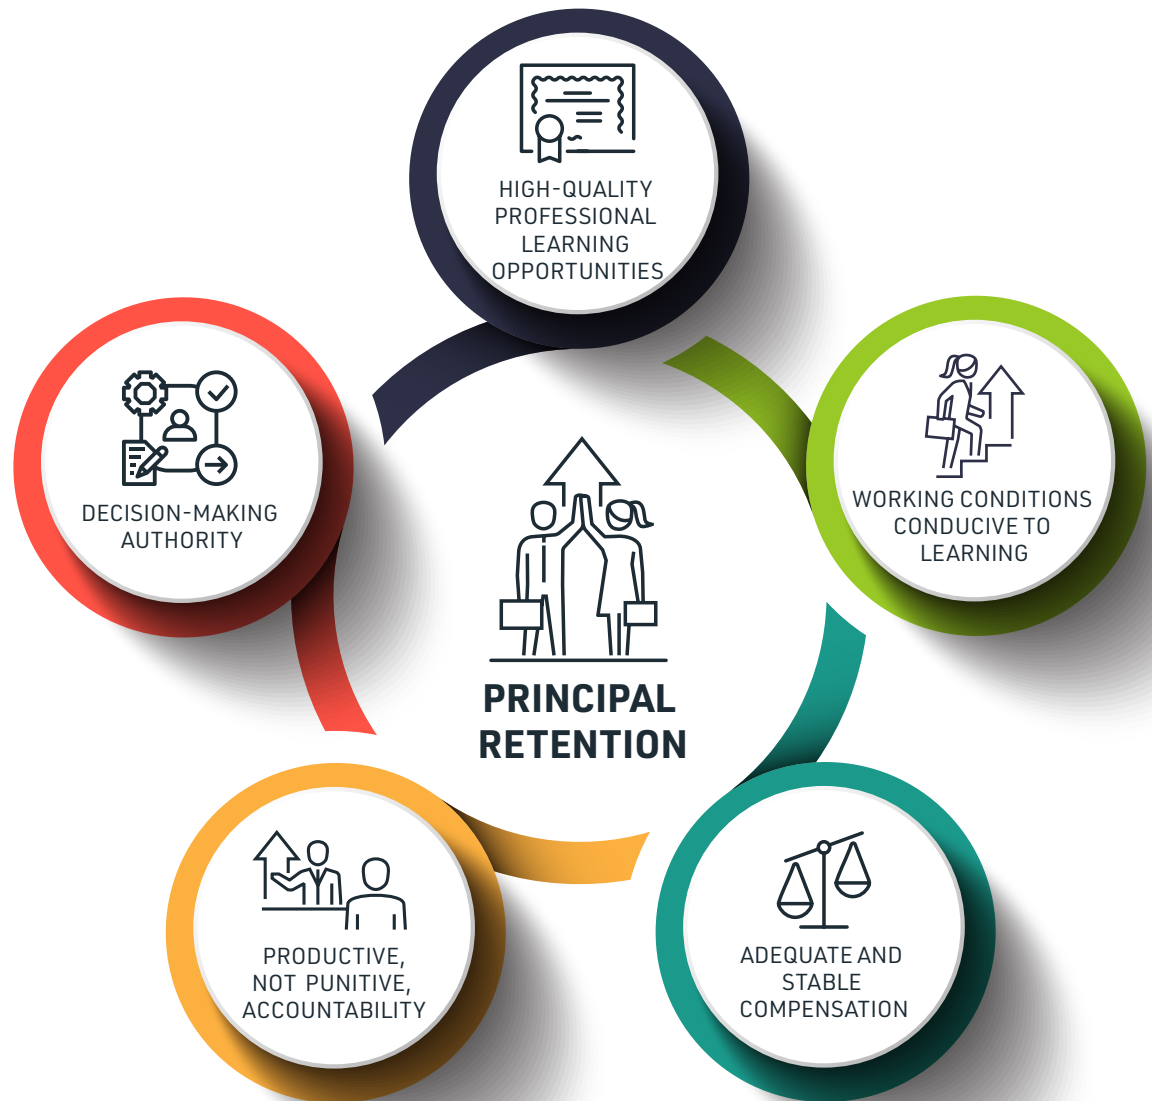 HIGH-QUALITY
PROFESSIONAL
LEARNING
OPPORTUNITIES
WORKING CONDITIONS
CONDUCIVE TO
LEARNING
ADEQUATE AND
STABLE
COMPENSATION
PRODUCTIVE,
NOT PUNITIVE,
ACCOUNTABILITY
DECISION-MAKING
AUTHORITY
PRINCIPAL
RETENTION